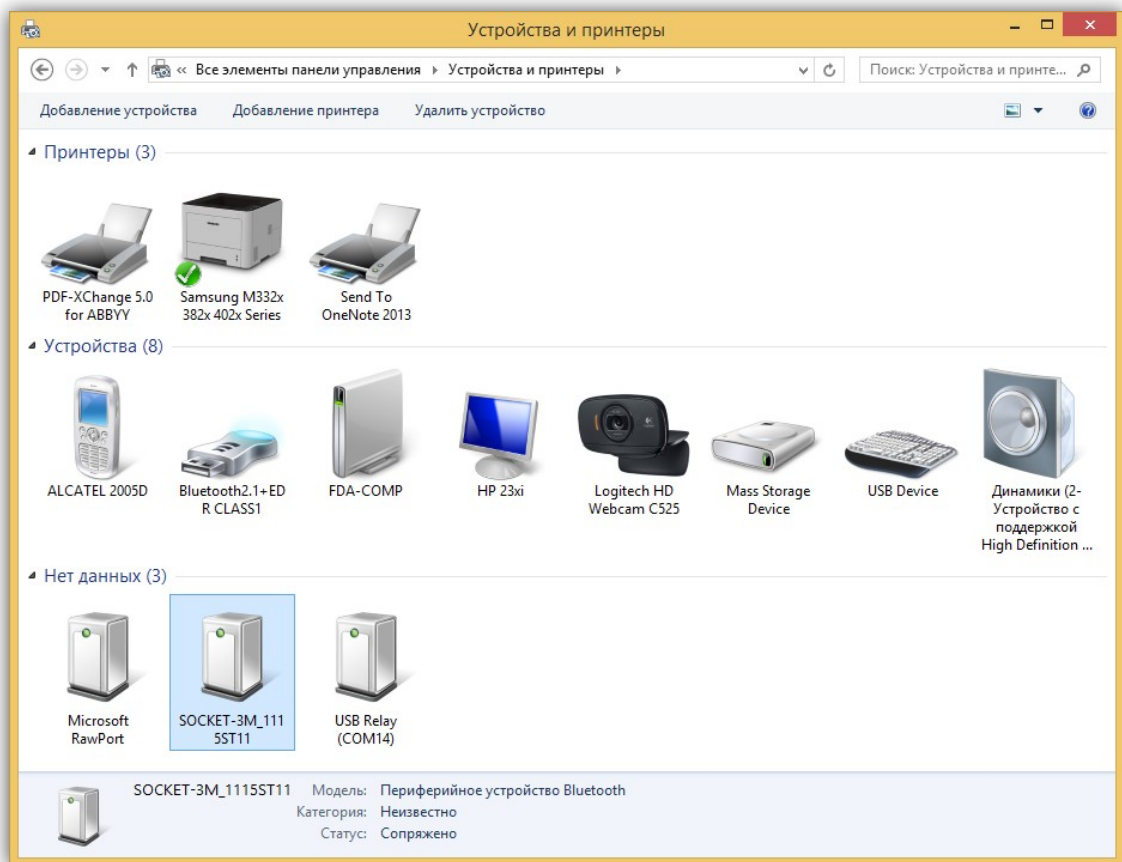 Устройства и принтеры
« Все элементы панели управления Устройства и принтеры
Поиск: Устройства и принте...
Добавление устройства Добавление принтера Удалить устройство
Принтеры (3)
PDF-XChange 5.0
for ABBYY
Samsung M332x
382x 402x Series
Send To
OneNote 2013
Устройства (8)
ALCATEL 2005D
Bluetooth2.1+ED
R CLASS1
FDA-COMP
HP 23xi
Logitech HD
Webcam C525
Mass Storage
Device
USB Device
Динамики (2-
Устройство с
поддержкой
High Definition ...
Нет данных (3)
Microsoft
RawPort
SOCKET-3M_111
5ST11
USB Relay
(COM14)
SOCKET-3M_1115ST11 Модель: Периферийное устройство Bluetooth
Категория: Неизвестно
Статус: Сопряжено